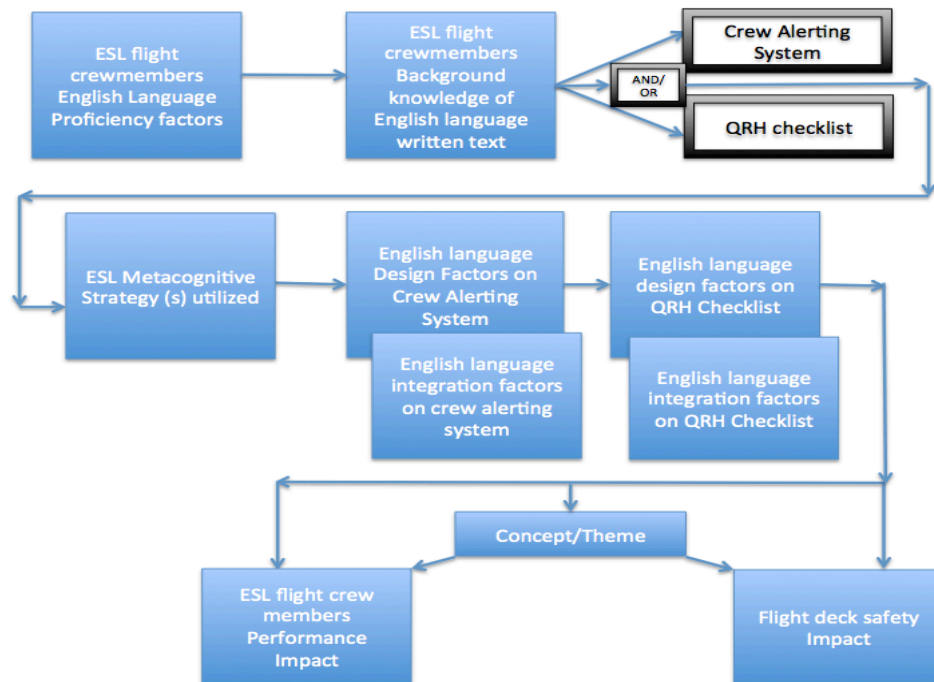 ESL flight
crewmembers
English Language
Proficiency factors
ESL flight
crewmembers
Background
knowledge of
English language
written text
Crew Alerting
System
AND/
OR
QRH checklist
ESL Metacognitive
Strategy (s) utilized
English language
Design Factors on
Crew Alerting
System
English language
integration factors
on crew alerting
system
English language
design factors on
QRH Checklist
English language
integration factors
on QRH Checklist
Concept/Theme
ESL flight crew
members
Performance
Impact
Flight deck safety
Impact